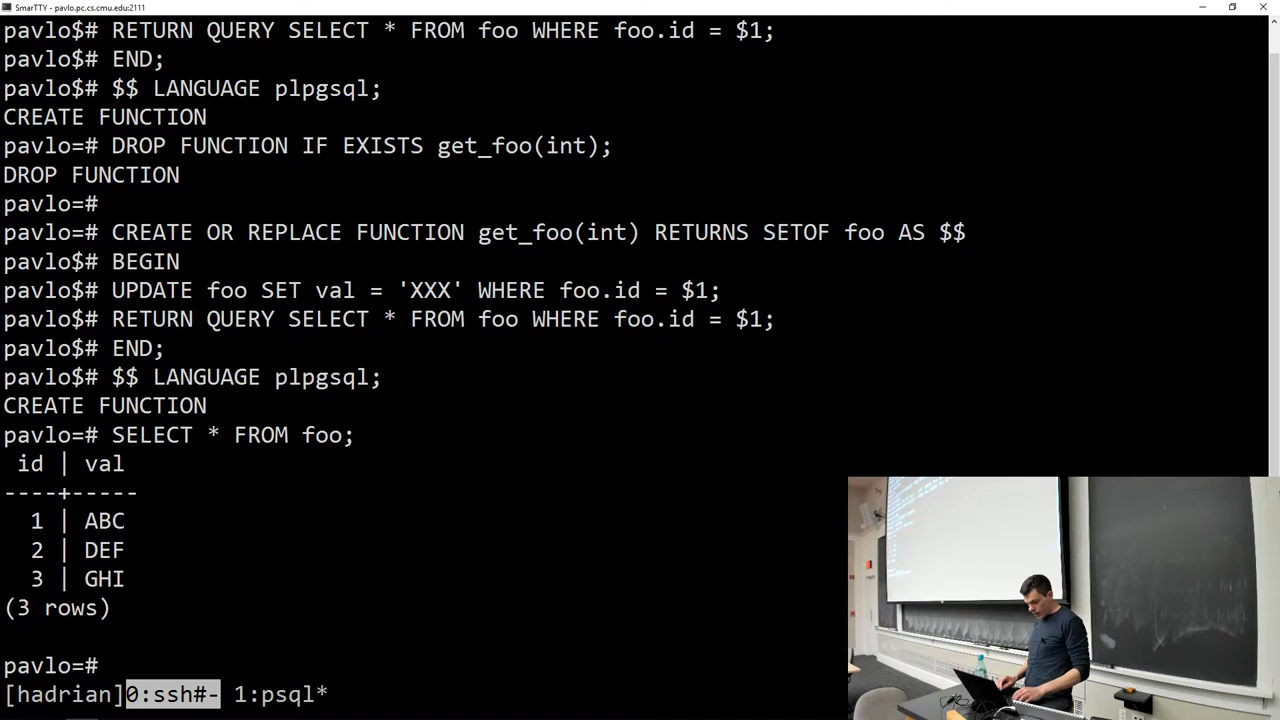 SmarTTY - pavlo.pc.cs.cmu.edu:2111
pavlo$# RETURN QUERY SELECT * FROM foo WHERE foo.id = $1;
pavlo$# END;
pavlo$# $$ LANGUAGE plpgsql;
CREATE FUNCTION
pavlo=# DROP FUNCTION IF EXISTS get_foo(int);
DROP FUNCTION
pavlo=#
pavlo=# CREATE OR REPLACE FUNCTION get_foo(int) RETURNS SETOF foo AS $$
pavlo$# BEGIN
pavlo$# UPDATE foo SET val = 'XXX' WHERE foo.id = $1;
pavlo$# RETURN QUERY SELECT * FROM foo WHERE foo.id = $1;
pavlo$# END;
pavlo$# $$ LANGUAGE plpgsql;
CREATE FUNCTION
pavlo=# SELECT * FROM foo;
id | val
----+-----
1 | ABC
2 | DEF
3 | GHI
(3 rows)
pavlo=#
[hadrian]0:ssh#- 1:psql*